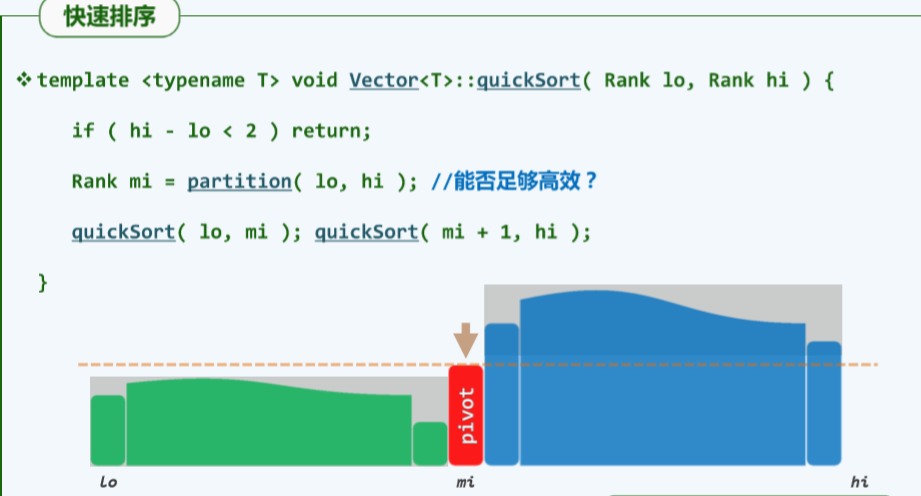 快速排序
❖template <typename T> void Vector<T>::quickSort( Rank lo, Rank hi ) {
if ( hi - lo < 2 ) return;
Rank mi = partition( lo, hi ); //能否足够高效？
quickSort( lo, mi ); quickSort( mi + 1, hi );
}
pivot
lo mi hi